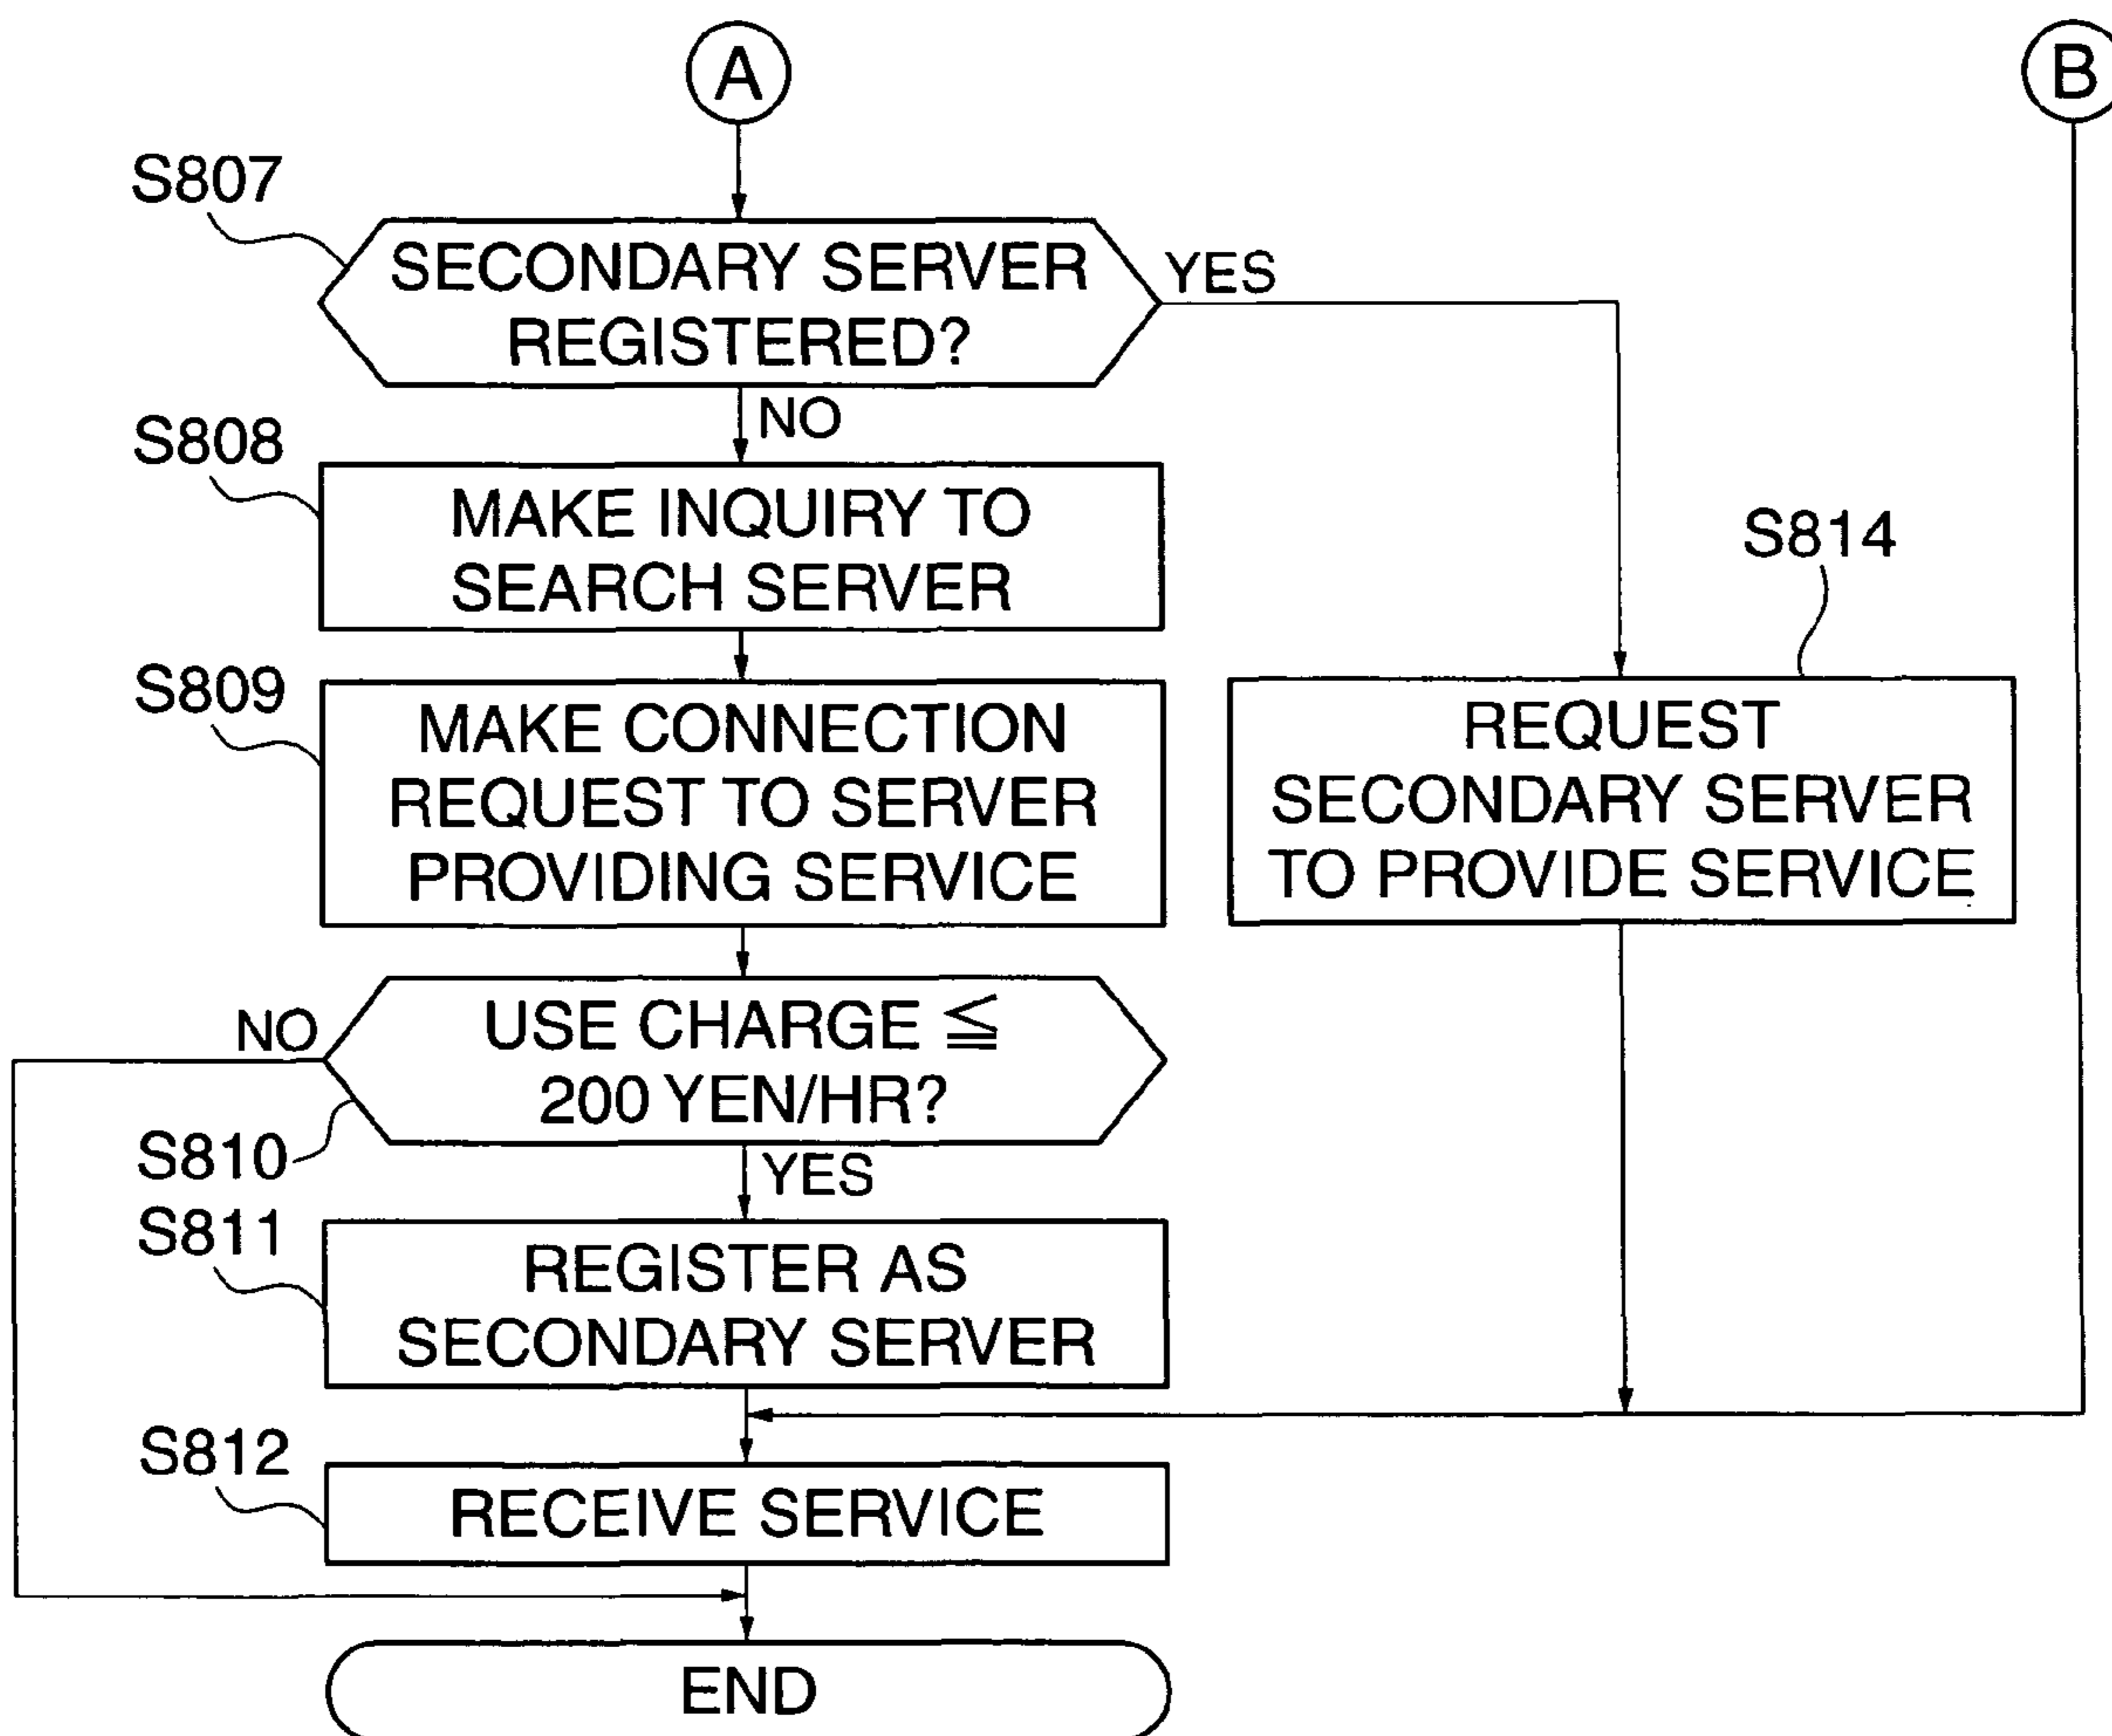 A
B
S807
SECONDARY SERVER
REGISTERED?
YES
NO
S808
MAKE INQUIRY TO
SEARCH SERVER
S814
S809
MAKE CONNECTION
REQUEST TO SERVER
PROVIDING SERVICE
REQUEST
SECONDARY SERVER
TO PROVIDE SERVICE
NO
USE CHARGE ≦
200 YEN/HR?
S810
YES
S811
REGISTER AS
SECONDARY SERVER
S812
RECEIVE SERVICE
END